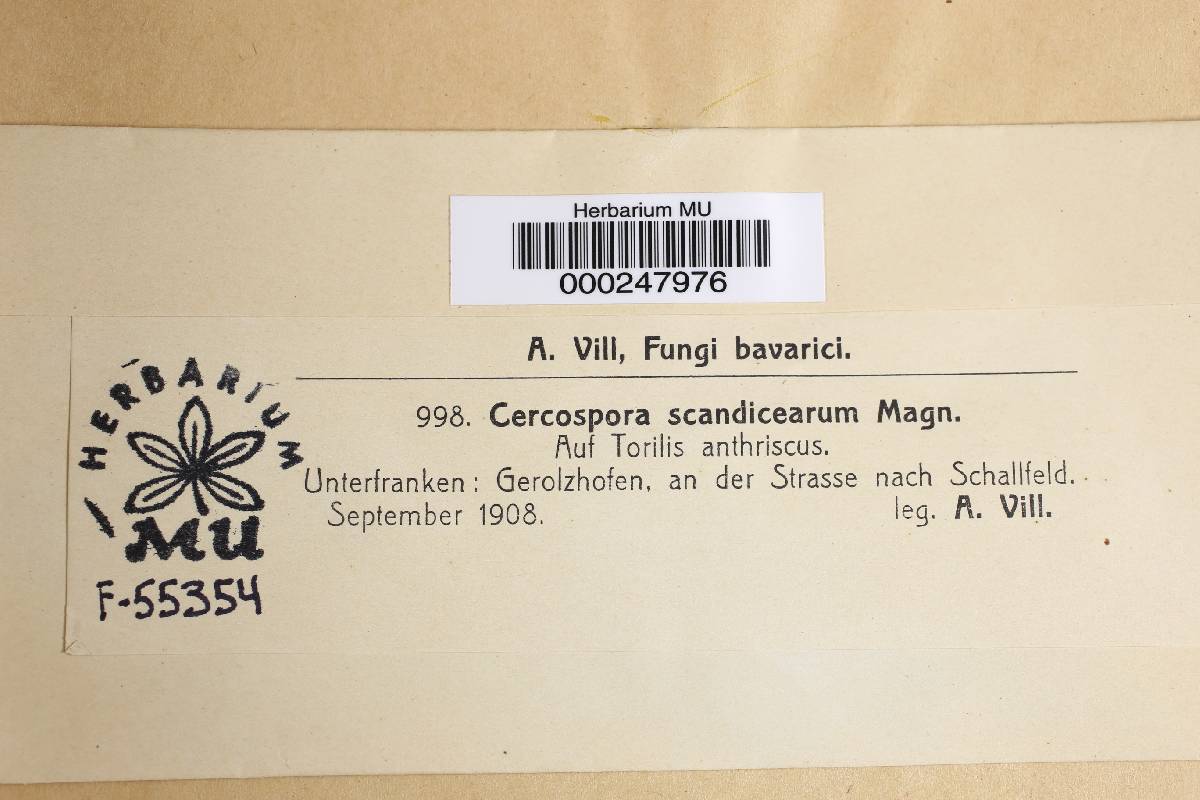 Herbarium MU
000247976
A. Vill, Fungi bavarici.
998. Cercospora scandicearum Magn.
Auf Torilis anthriscus.
Unterfranken: Gerolzhofen, an der Strasse nach Schallfeld.
September 1908. leg. A. Vill.
HERBARIUM
MU
F-55354